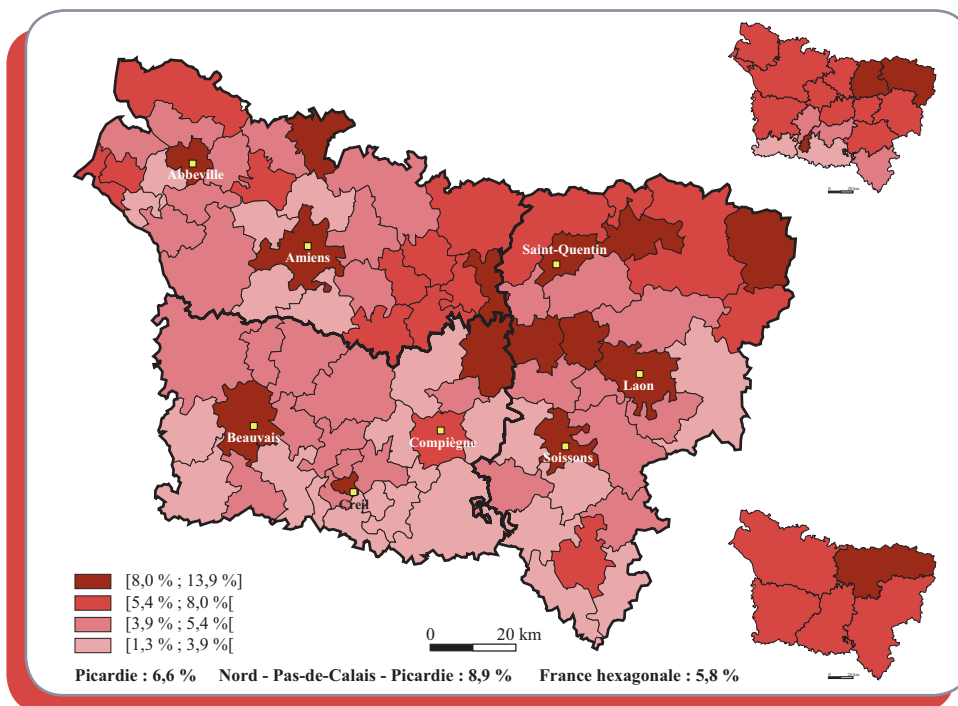 Abbeville
Amiens
Saint-Quentin
Laon
Beauvais
Compiègne
Soissons
Creil
[8,0 % ; 13,9 %]
[5,4 % ; 8,0 %[
[3,9 % ; 5,4 %[
[1,3 % ; 3,9 %[
0 20 km
Picardie : 6,6 % Nord - Pas-de-Calais - Picardie : 8,9 % France hexagonale : 5,8 %